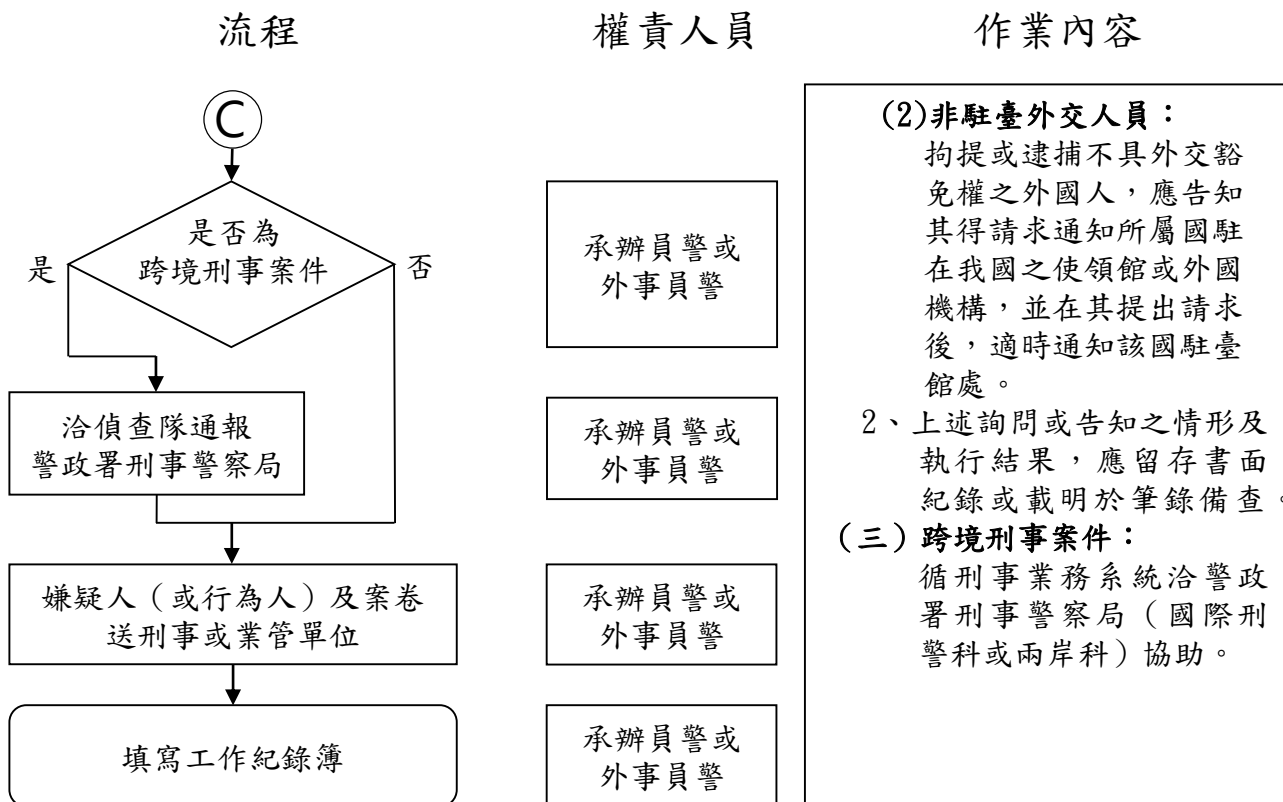 流程
權責人員
作業內容
C
是否為
跨境刑事案件
是
否
洽偵查隊通報
警政署刑事警察局
嫌疑人（或行為人）及案卷
送刑事或業管單位
填寫工作紀錄簿
承辦員警或
外事員警
承辦員警或
外事員警
承辦員警或
外事員警
承辦員警或
外事員警
(2)非駐臺外交人員：
拘提或逮捕不具外交豁
免權之外國人，應告知
其得請求通知所屬國駐
在我國之使領館或外國
機構，並在其提出請求
後，適時通知該國駐臺
館處。
2、上述詢問或告知之情形及
執行結果，應留存書面
紀錄或載明於筆錄備查。
（三）跨境刑事案件：
循刑事業務系統洽警政
署刑事警察局（國際刑
警科或兩岸科）協助。